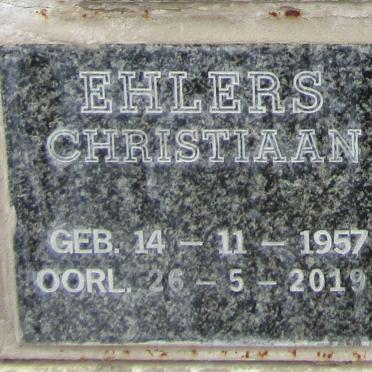 EHLERS
CHRISTIAAN
GEB. 14 – 11 – 1957
OORL. 26 – 5 – 2019